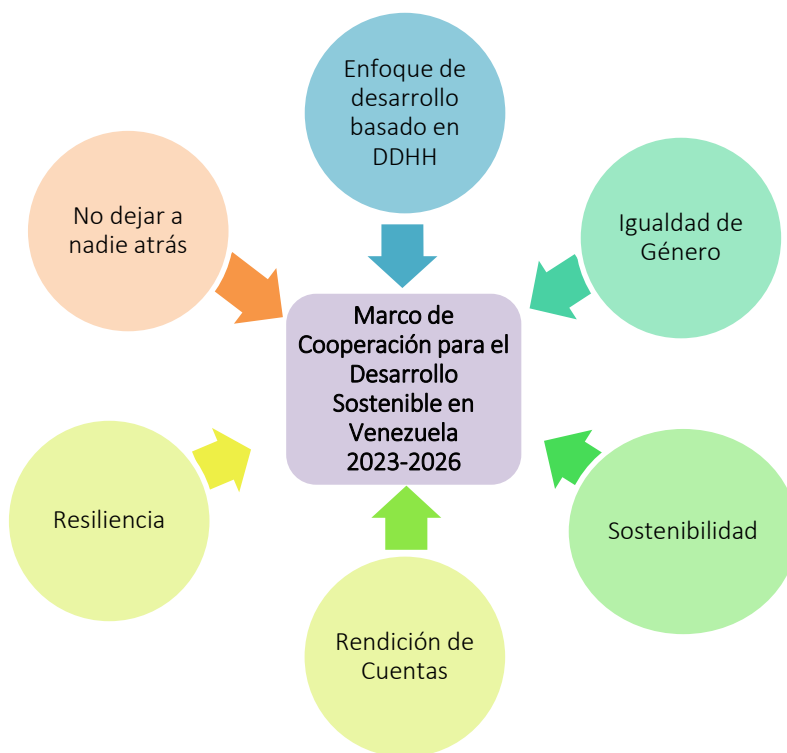 Enfoque de
desarrollo
basado en
DDHH
No dejar a
nadie atrás
Igualdad de
Género
Marco de
Cooperación para el
Desarrollo
Sostenible en
Venezuela
2023-2026
Resiliencia
Sostenibilidad
Rendición de
Cuentas